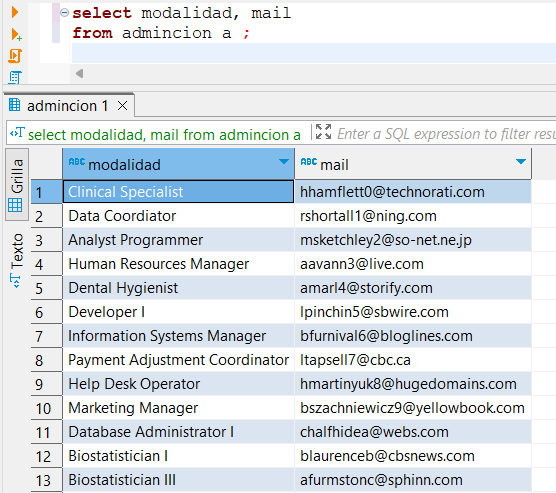 select modalidad, mail
from admincion a ;
admincion 1
select modalidad, mail from admincion a
Enter a SQL expression to filter resu
Grilla
Texto
ABC modalidad ABC mail
1 Clinical Specialist hhamflett0@technorati.com
2 Data Coordiator rshortall1@ning.com
3 Analyst Programmer msketchley2@so-net.ne.jp
4 Human Resources Manager aavann3@live.com
5 Dental Hygienist amarl4@storify.com
6 Developer I lpinchin5@sbwire.com
7 Information Systems Manager bfurnival6@bloglines.com
8 Payment Adjustment Coordinator ltapsell7@cbc.ca
9 Help Desk Operator hmartinyuk8@hugedomains.com
10 Marketing Manager bszachniewicz9@yellowbook.com
11 Database Administrator I chalfhidea@webs.com
12 Biostatistician I blaurenceb@cbsnews.com
13 Biostatistician III afurmstonc@sphinn.com